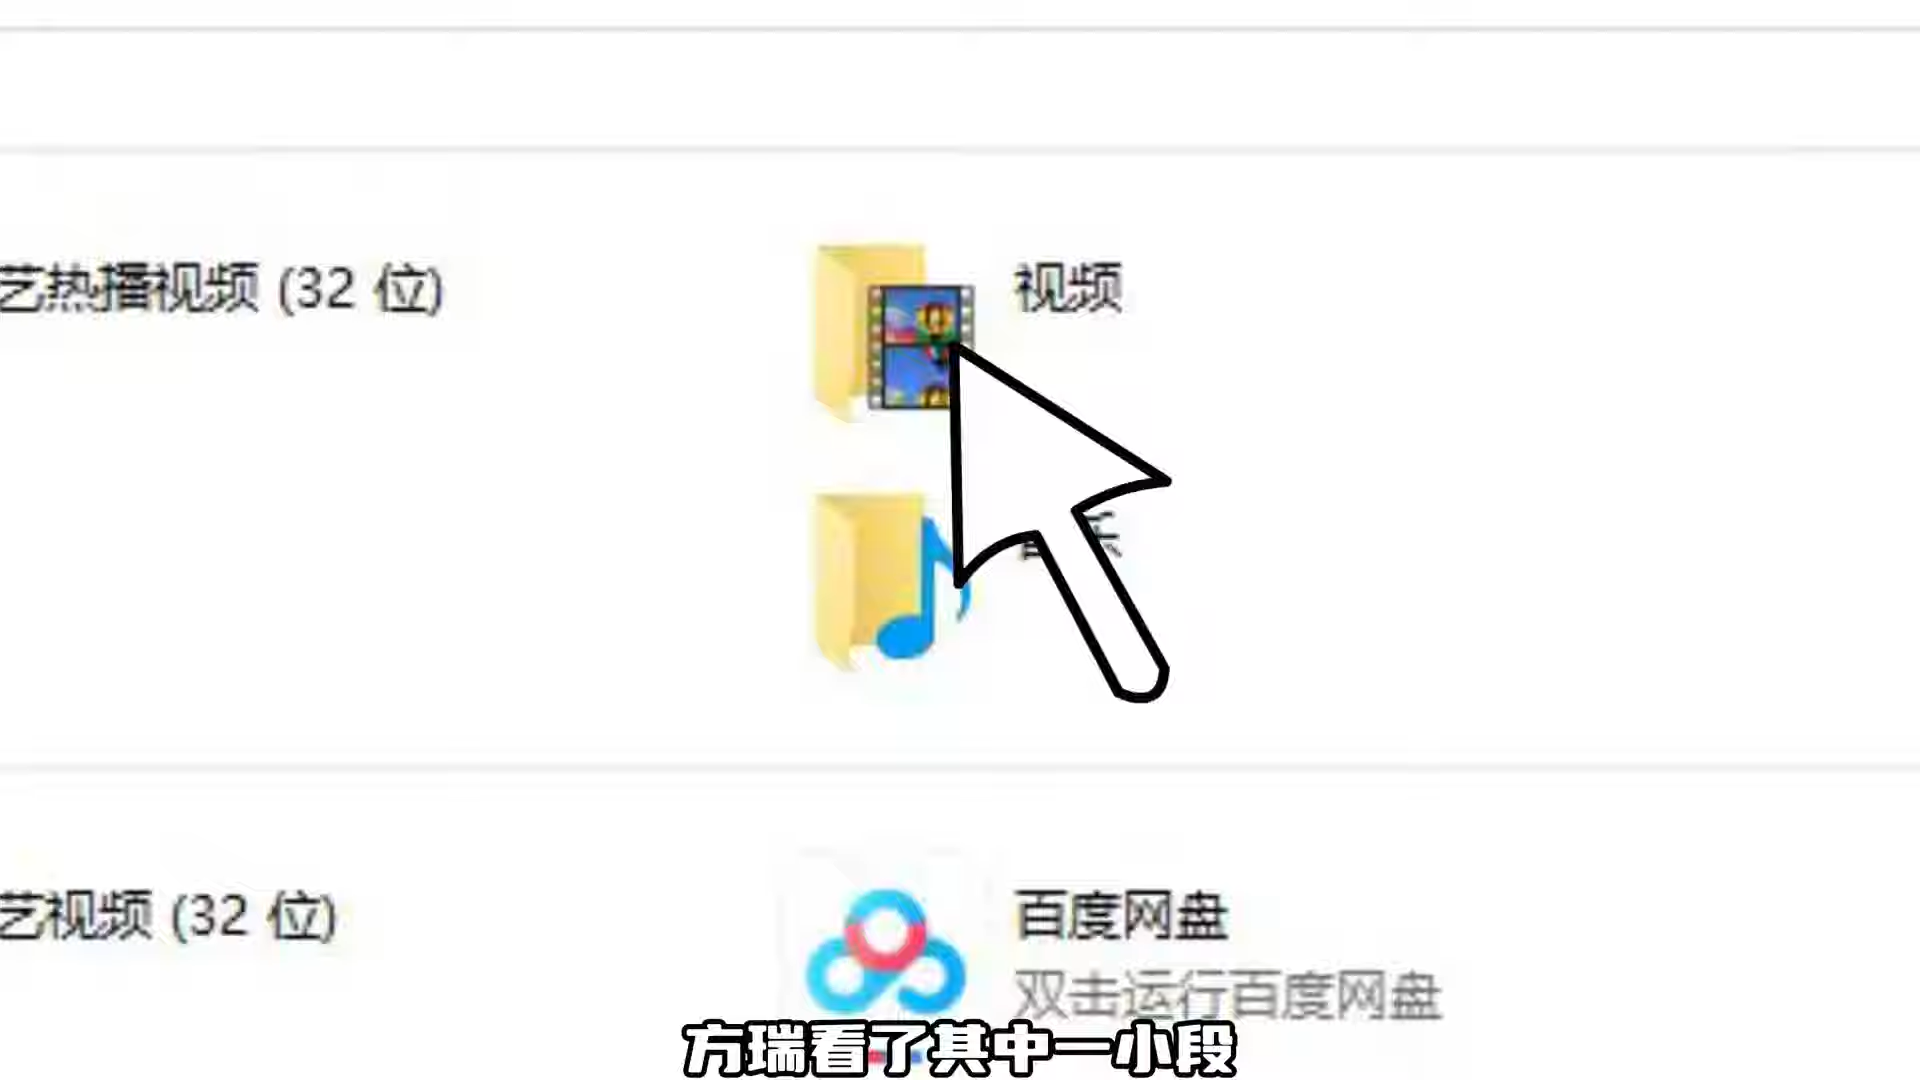 艺热播视频 (32 位)
视频
艺视频 (32 位)
百度网盘
双击运行百度网盘
方瑞看了其中一小段